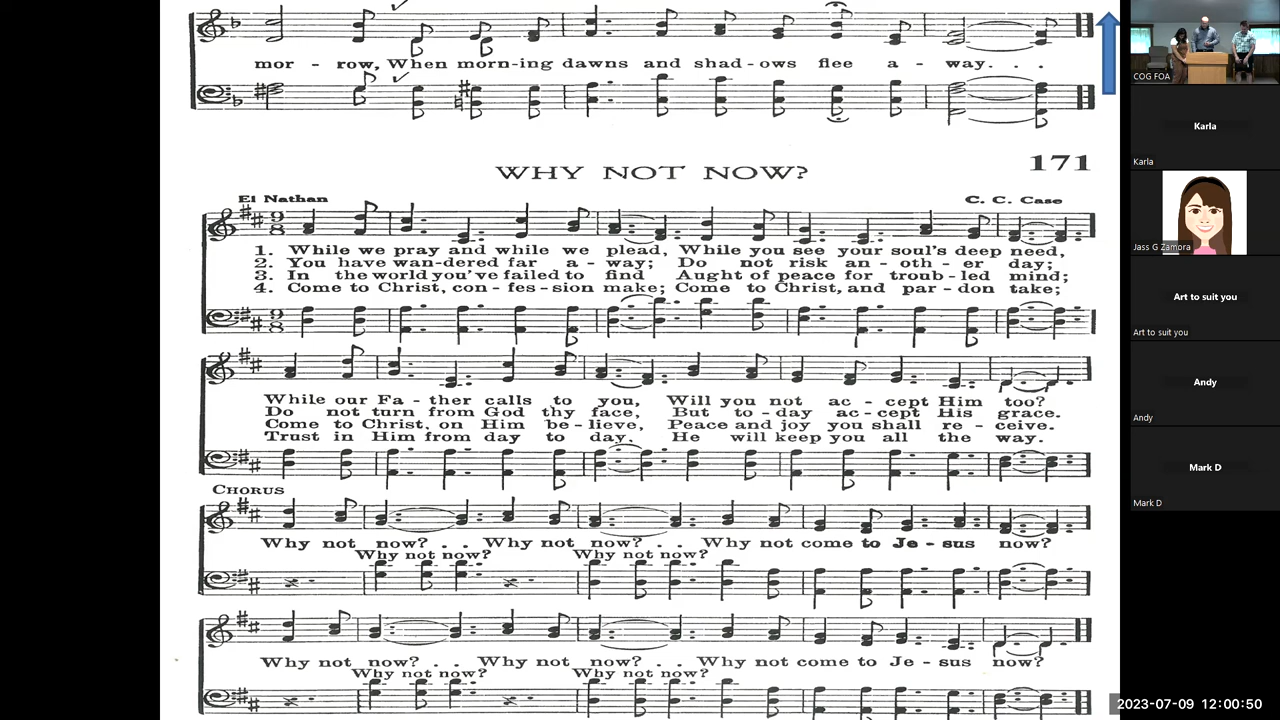 mor - row, When morn-ing dawns and shad-ows flee a - way. . .
WHY NOT NOW?
171
El Nathan
C. C. Case
1. While we pray and while we plead, While you see your soul's deep need,
2. You have wan-dered far a - way; Do not risk an - oth - er day;
3. In the world you've failed to find Aught of peace for troub - led mind;
4. Come to Christ, con - fes - sion make; Come to Christ, and par - don take;
While our Fa - ther calls to you, Will you not ac - cept Him too?
Do not turn from God thy face, But to - day ac - cept His grace.
Come to Christ, on Him be - lieve, Peace and joy you shall re - ceive.
Trust in Him from day to day, He will keep you all the way.
CHORUS
Why not now? . . Why not now? . . Why not come to Je - sus now?
Why not now? Why not now?
Why not now? . . Why not now? . . Why not come to Je - sus now?
Why not now? Why not now?
COG FOA
Karla
Karla
Jass G Zamora
Art to suit you
Art to suit you
Andy
Andy
Mark D
Mark D
2023-07-09 12:00:50